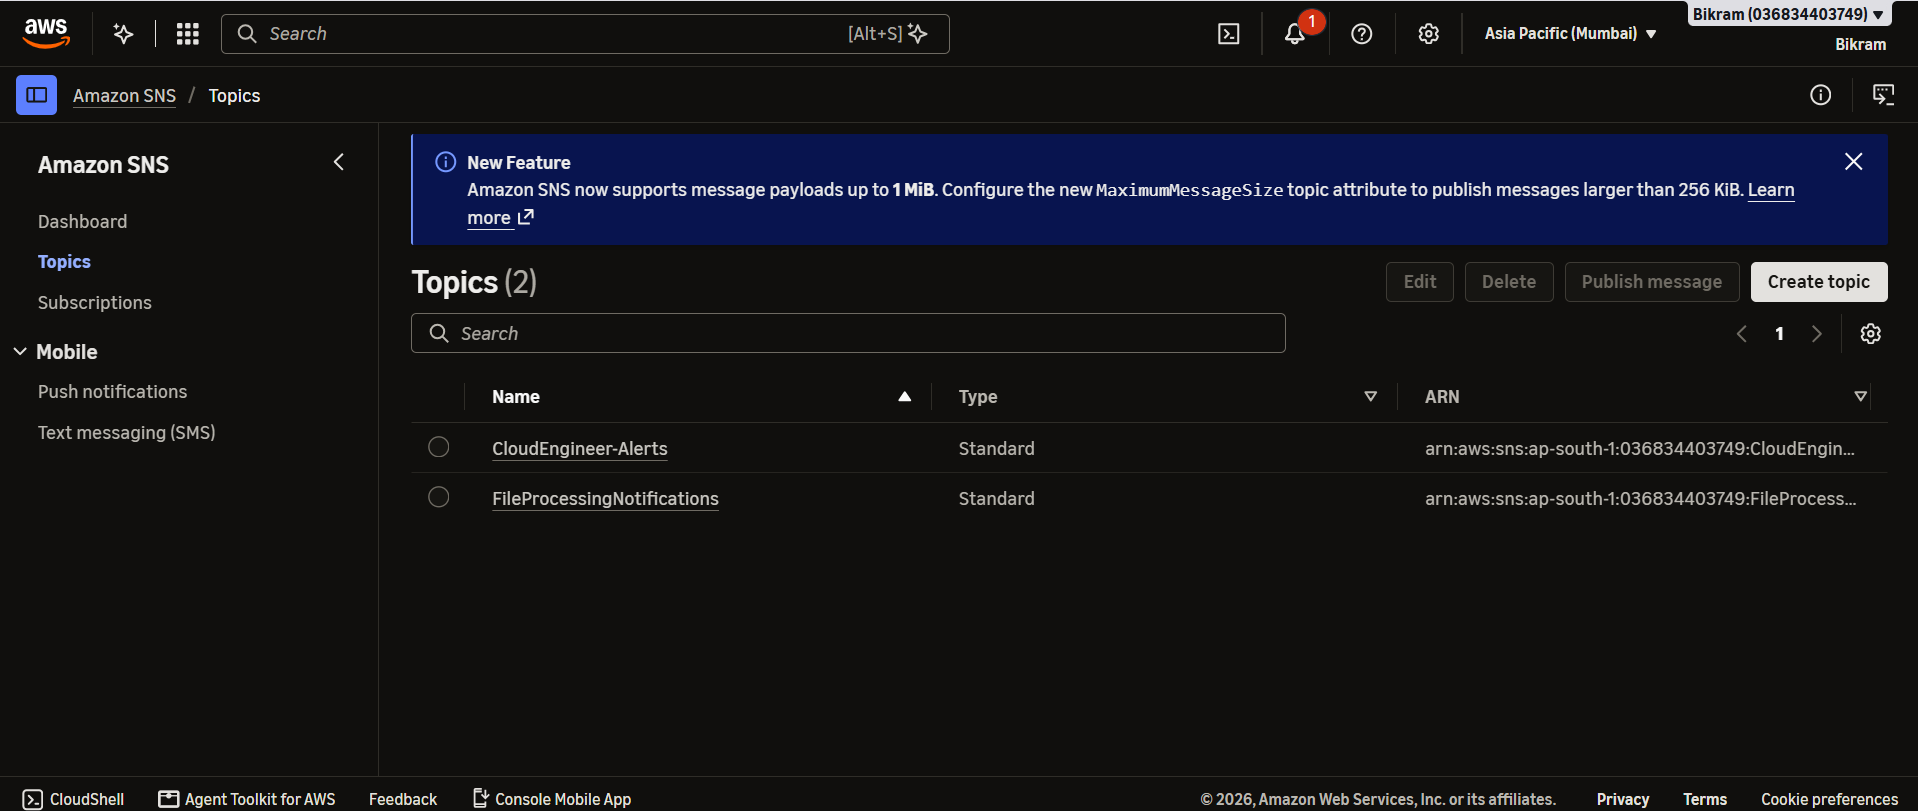 aws
Search
[Alt+S]
1
Asia Pacific (Mumbai)
Bikram (036834403749)
Bikram
Amazon SNS / Topics
Amazon SNS
Dashboard
Topics
Subscriptions
Mobile
Push notifications
Text messaging (SMS)
New Feature
Amazon SNS now supports message payloads up to 1 MiB. Configure the new MaximumMessageSize topic attribute to publish messages larger than 256 KiB. Learn
more
Topics (2)
Edit
Delete
Publish message
Create topic
Search
1
Name Type ARN
CloudEngineer-Alerts Standard arn:aws:sns:ap-south-1:036834403749:CloudEngin...
FileProcessingNotifications Standard arn:aws:sns:ap-south-1:036834403749:FileProcess...
CloudShell Agent Toolkit for AWS Feedback Console Mobile App © 2026, Amazon Web Services, Inc. or its affiliates. Privacy Terms Cookie preferences